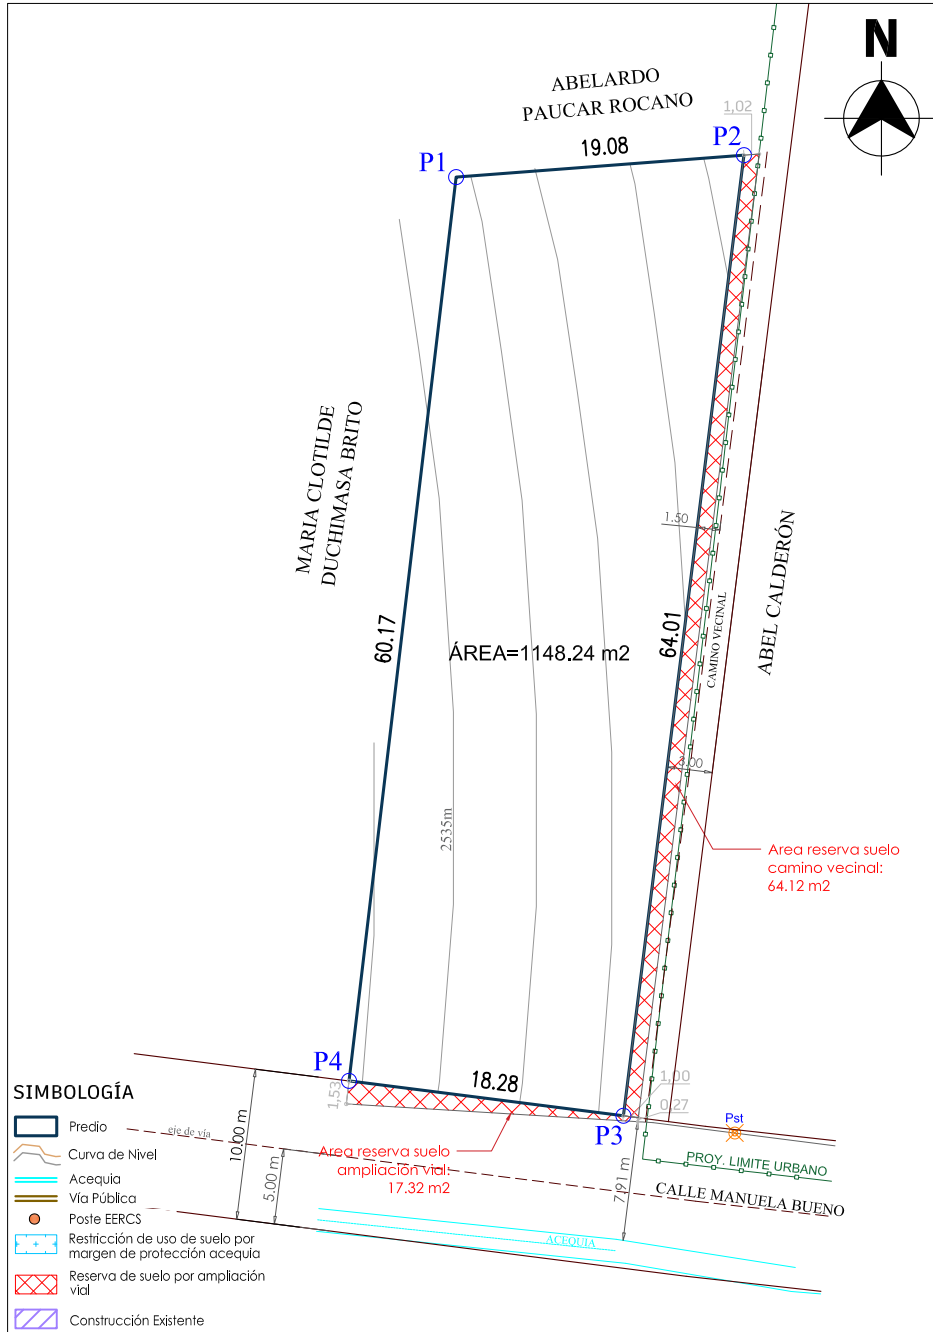 N
ABELARDO
PAUCAR ROCANO
1,02
P1
19.08
P2
MARIA CLOTILDE
DUCHIMASA BRITO
1.50
ABEL CALDERÓN
CAMINO VECINAL
60.17
64.01
ÁREA=1148.24 m2
3.00
2535m
Area reserva suelo
camino vecinal:
64.12 m2
P4
18.28
1,00
0.27
1,53
P3
Pst
SIMBOLOGÍA
Predio
Curva de Nivel
Acequia
Vía Pública
Poste EERCS
Restricción de uso de suelo por
margen de protección acequia
Reserva de suelo por ampliación
vial
Construcción Existente
10.00 m
eje de vía
5.00 m
Area reserva suelo
ampliación vial:
17.32 m2
7.91 m
PROY. LIMITE URBANO
CALLE MANUELA BUENO
ACEQUIA